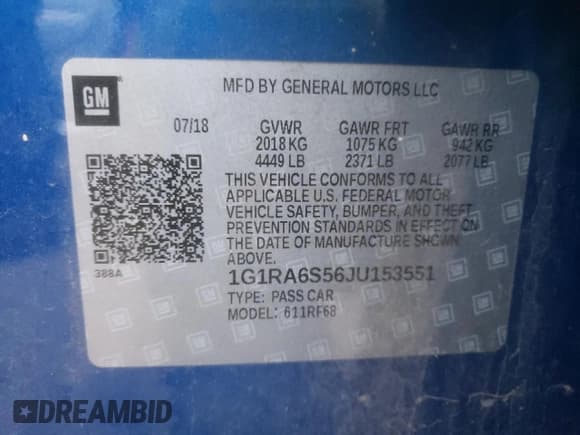 GM
MFD BY GENERAL MOTORS LLC
07/18 GVWR GAWR FRT GAWR RR
2018 KG 1075 KG 942 KG
4449 LB 2371 LB 2077 LB
THIS VEHICLE CONFORMS TO ALL
APPLICABLE U.S. FEDERAL MOTOR
VEHICLE SAFETY, BUMPER, AND THEFT
PREVENTION STANDARDS IN EFFECT ON
THE DATE OF MANUFACTURE SHOWN
ABOVE.
388A
1G1RA6S56JU153551
TYPE: PASS CAR
MODEL: 611RF68
DREAMBID